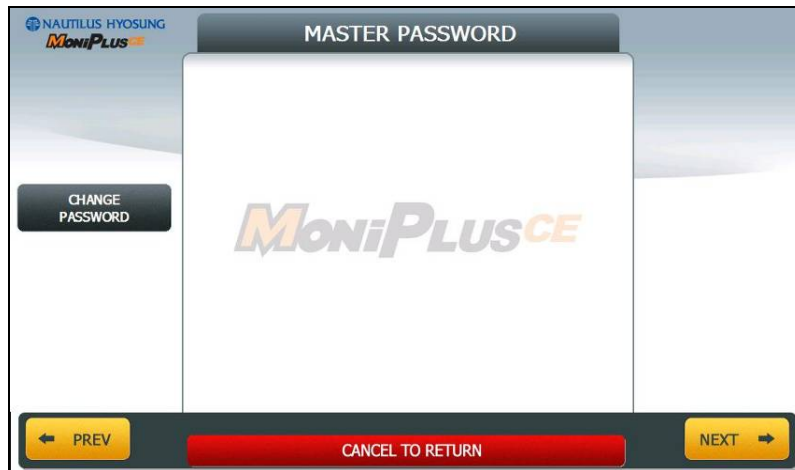 NAUTILUS HYOSUNG
MONiPLUSCE
MASTER PASSWORD
CHANGE
PASSWORD
MONiPLUSCE
PREV
CANCEL TO RETURN
NEXT